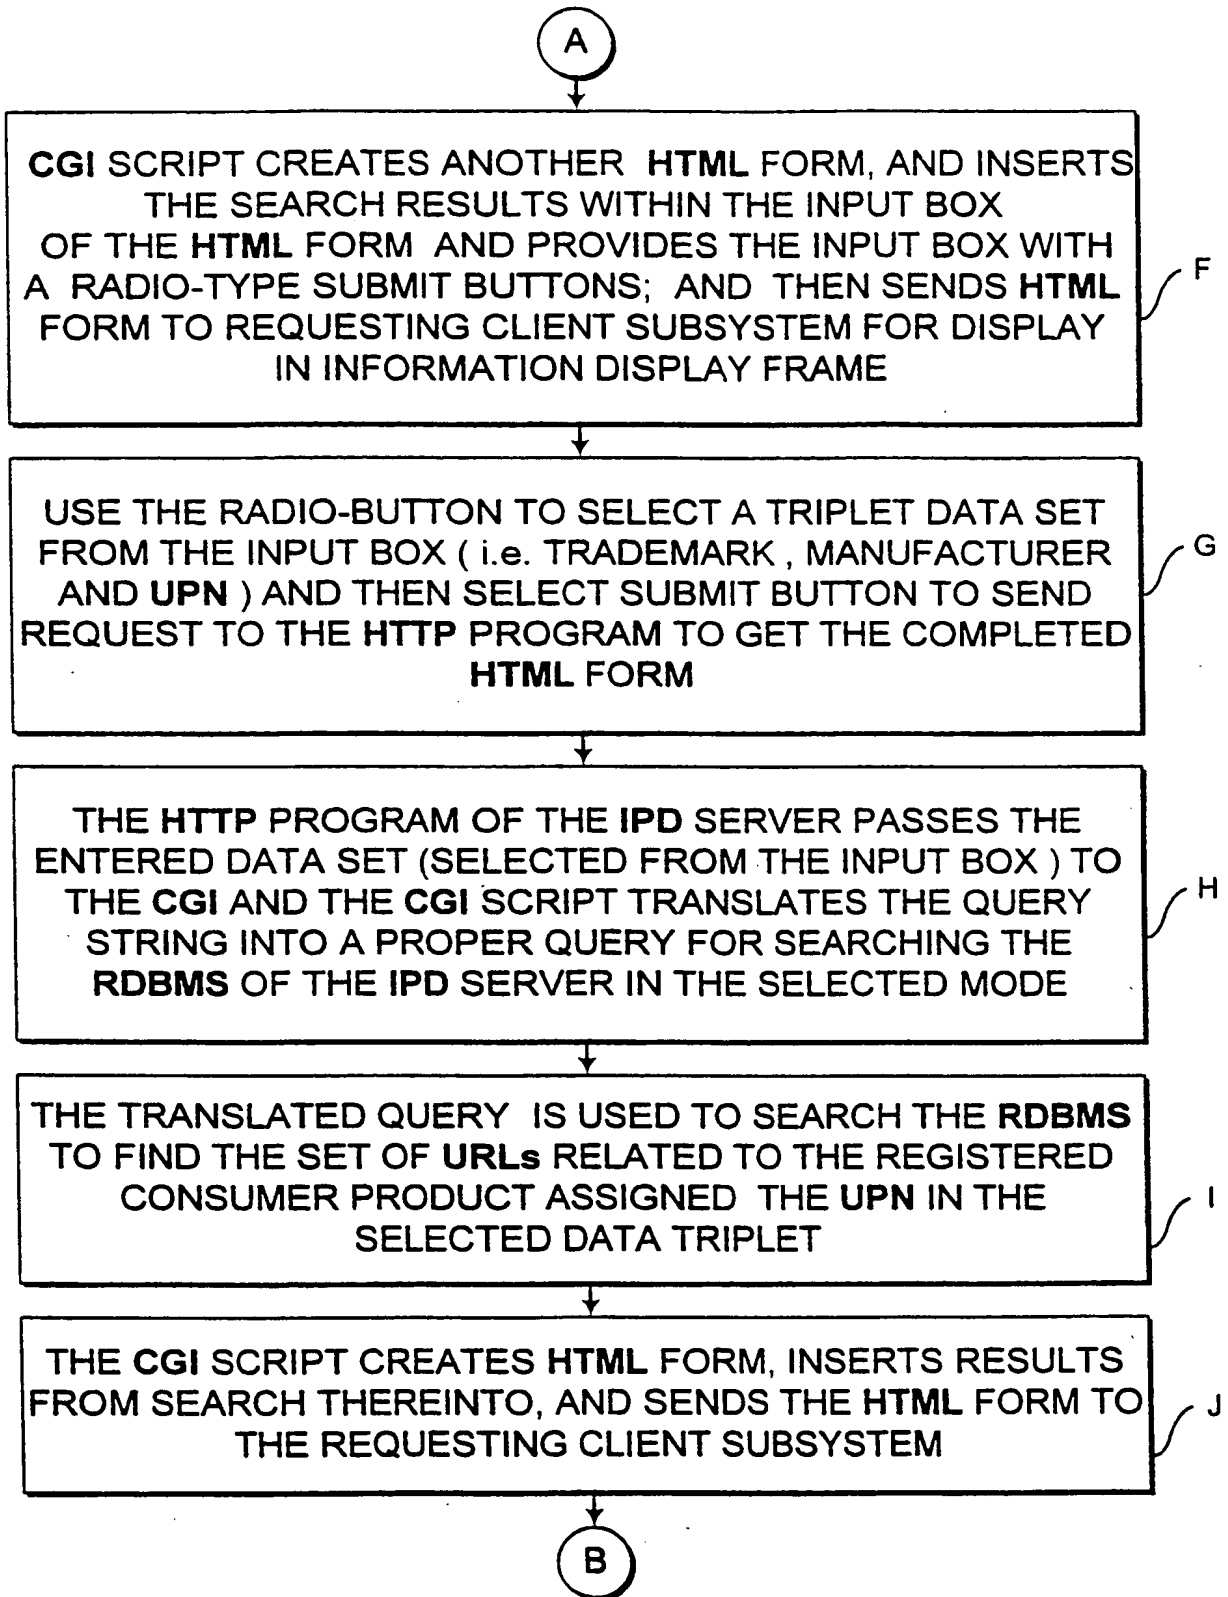 A
CGI SCRIPT CREATES ANOTHER HTML FORM, AND INSERTS
THE SEARCH RESULTS WITHIN THE INPUT BOX
OF THE HTML FORM AND PROVIDES THE INPUT BOX WITH
A RADIO-TYPE SUBMIT BUTTONS; AND THEN SENDS HTML
FORM TO REQUESTING CLIENT SUBSYSTEM FOR DISPLAY
IN INFORMATION DISPLAY FRAME
F
USE THE RADIO-BUTTON TO SELECT A TRIPLET DATA SET
FROM THE INPUT BOX ( i.e. TRADEMARK , MANUFACTURER
AND UPN ) AND THEN SELECT SUBMIT BUTTON TO SEND
REQUEST TO THE HTTP PROGRAM TO GET THE COMPLETED
HTML FORM
G
THE HTTP PROGRAM OF THE IPD SERVER PASSES THE
ENTERED DATA SET (SELECTED FROM THE INPUT BOX ) TO
THE CGI AND THE CGI SCRIPT TRANSLATES THE QUERY
STRING INTO A PROPER QUERY FOR SEARCHING THE
RDBMS OF THE IPD SERVER IN THE SELECTED MODE
H
THE TRANSLATED QUERY IS USED TO SEARCH THE RDBMS
TO FIND THE SET OF URLs RELATED TO THE REGISTERED
CONSUMER PRODUCT ASSIGNED THE UPN IN THE
SELECTED DATA TRIPLET
I
THE CGI SCRIPT CREATES HTML FORM, INSERTS RESULTS
FROM SEARCH THEREINTO, AND SENDS THE HTML FORM TO
THE REQUESTING CLIENT SUBSYSTEM
J
B